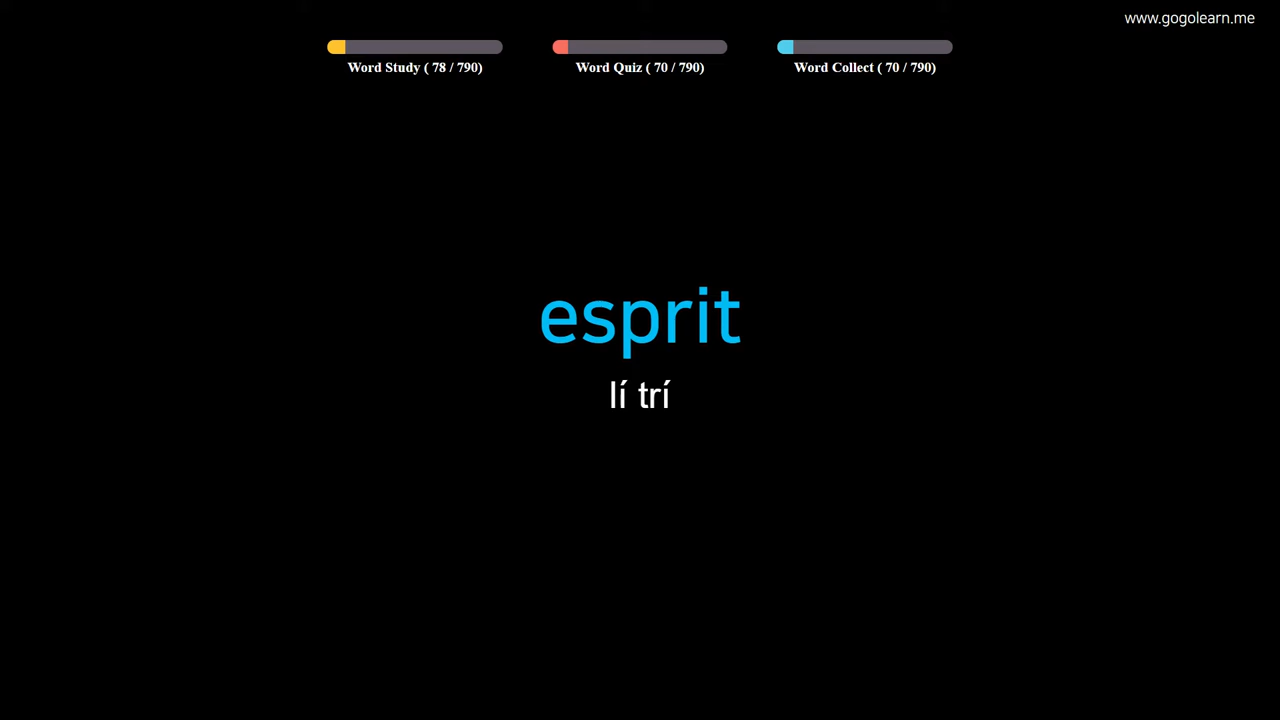 www.gogolearn.me
Word Study ( 78 / 790)
Word Quiz ( 70 / 790)
Word Collect ( 70 / 790)
esprit
lí trí